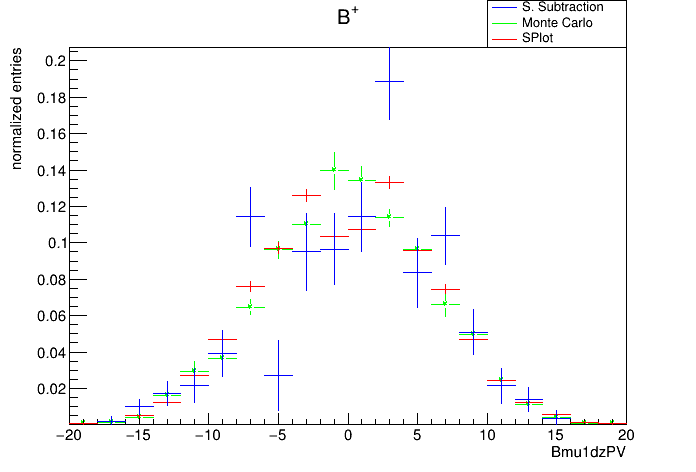 B+
S. Subtraction
Monte Carlo
SPlot
normalized entries
0.2
0.18
0.16
0.14
0.12
0.1
0.08
0.06
0.04
0.02
−20 −15 −10 −5 0 5 10 15 20
Bmu1dzPV